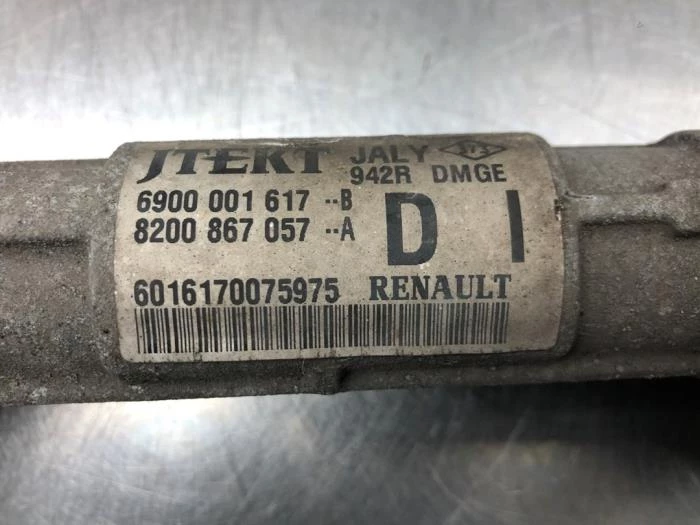 JTEKT JALY
942R DMGE
6900 001 617 --B
8200 867 057 --A
D I
6016170075975 RENAULT